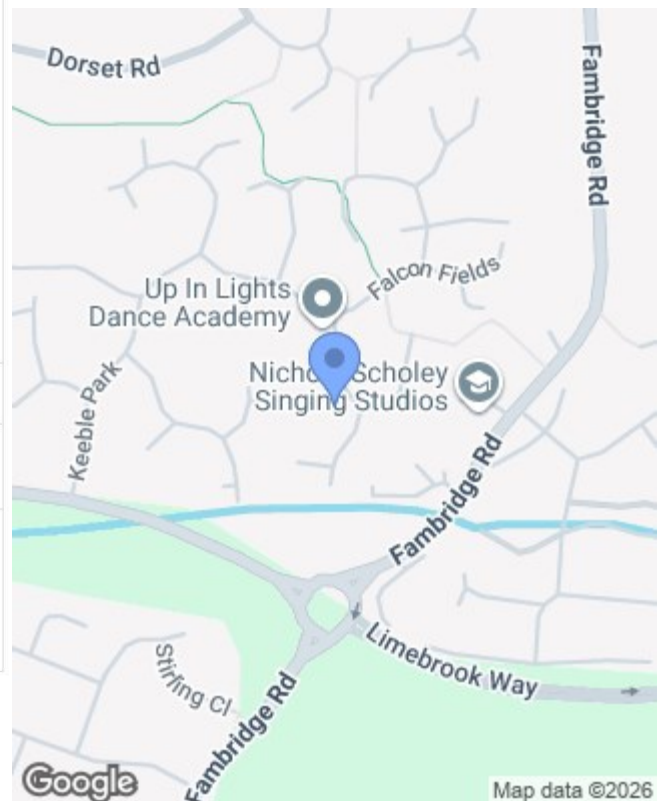 Dorset Rd
Fambridge Rd
Falcon Fields
Up In Lights
Dance Academy
Scholey
Singing Studios
Keeble Park
Fambridge Rd
Limebrook Way
Stirling Cl
Fambridge Rd
Google
Map data ©2026